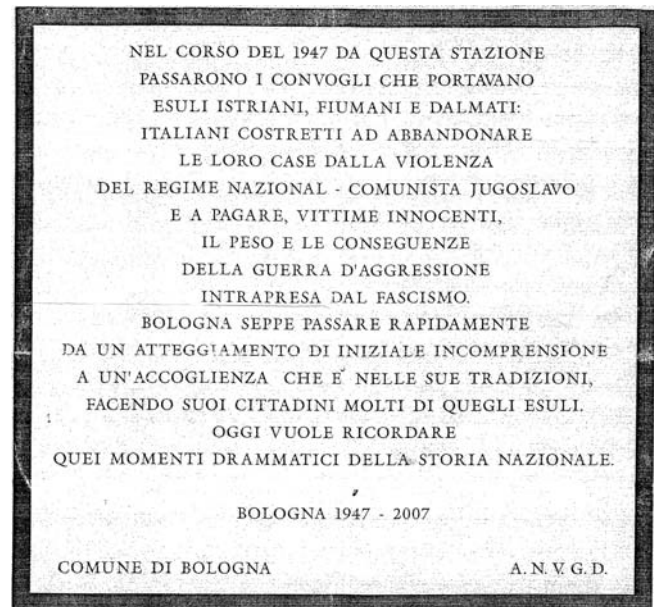 NEL CORSO DEL 1947 DA QUESTA STAZIONE
PASSARONO I CONVOGLI CHE PORTAVANO
ESULI ISTRIANI, FIUMANI E DALMATI:
ITALIANI COSTRETTI AD ABBANDONARE
LE LORO CASE DALLA VIOLENZA
DEL REGIME NAZIONAL - COMUNISTA JUGOSLAVO
E A PAGARE, VITTIME INNOCENTI,
IL PESO E LE CONSEGUENZE
DELLA GUERRA D'AGGRESSIONE
INTRAPRESA DAL FASCISMO.
BOLOGNA SEPPE PASSARE RAPIDAMENTE
DA UN ATTEGGIAMENTO DI INIZIALE INCOMPRENSIONE
A UN'ACCOGLIENZA CHE E' NELLE SUE TRADIZIONI,
FACENDO SUOI CITTADINI MOLTI DI QUEGLI ESULI.
OGGI VUOLE RICORDARE
QUEI MOMENTI DRAMMATICI DELLA STORIA NAZIONALE.
BOLOGNA 1947 - 2007
COMUNE DI BOLOGNA A. N. V. G. D.